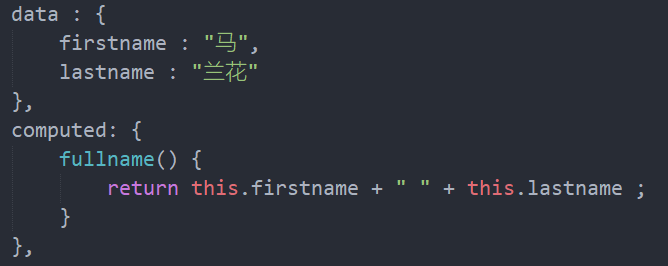 data : {
    firstname : "马",
    lastname : "兰花"
},
computed: {
    fullname() {
        return this.firstname + " " + this.lastname ;
    }
},